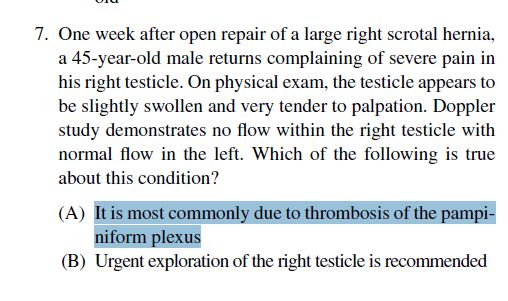 7. One week after open repair of a large right scrotal hernia,
a 45-year-old male returns complaining of severe pain in
his right testicle. On physical exam, the testicle appears to
be slightly swollen and very tender to palpation. Doppler
study demonstrates no flow within the right testicle with
normal flow in the left. Which of the following is true
about this condition?
(A) It is most commonly due to thrombosis of the pampi-
niform plexus
(B) Urgent exploration of the right testicle is recommended